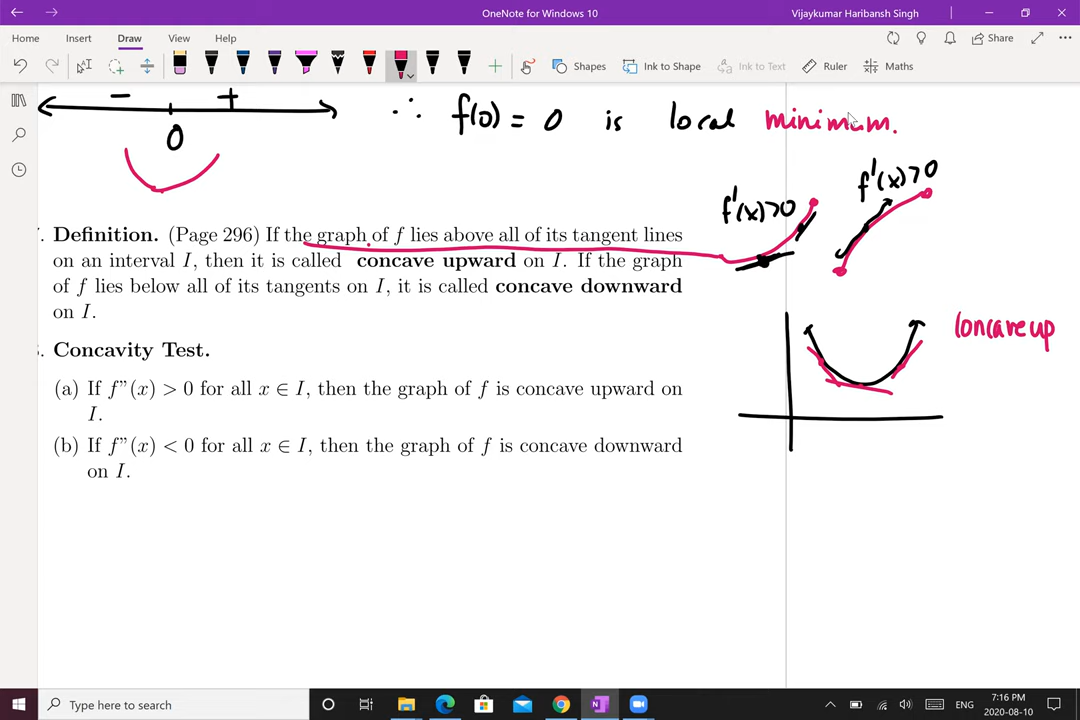 OneNote for Windows 10
Vijaykumar Haribansh Singh
Home Insert Draw View Help
Share
Shapes Ink to Shape Ink to Text Ruler Maths
− +
0
∴ f(0) = 0 is local minimum.
f'(x)>0
f'(x)>0
. Definition. (Page 296) If the graph of f lies above all of its tangent lines
on an interval I, then it is called concave upward on I. If the graph
of f lies below all of its tangents on I, it is called concave downward
on I.
. Concavity Test.
(a) If f”(x) > 0 for all x ∈ I, then the graph of f is concave upward on
I.
(b) If f”(x) < 0 for all x ∈ I, then the graph of f is concave downward
on I.
Concave up
Type here to search
ENG
7:16 PM
2020-08-10